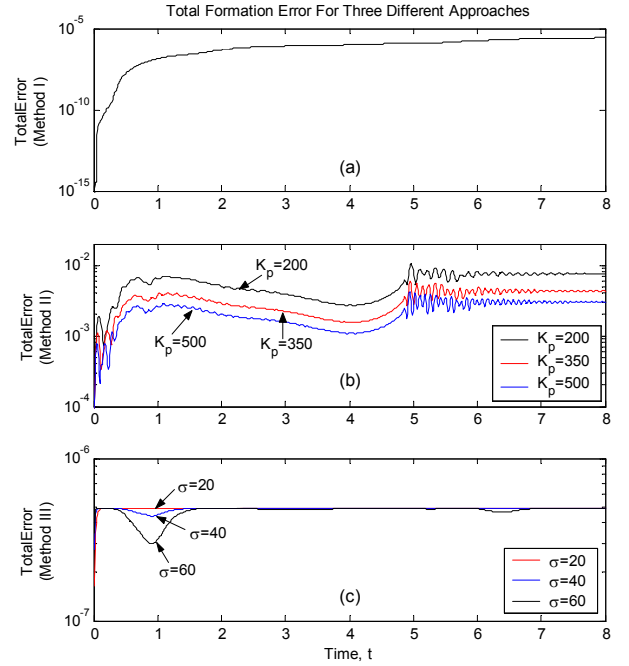 Total Formation Error For Three Different Approaches
TotalError
(Method I)
10^-5
10^-10
10^-15
(a)
0 1 2 3 4 5 6 7 8
TotalError
(Method II)
10^-2
10^-3
10^-4
K_p=200
K_p=500
K_p=350
(b)
K_p=200
K_p=350
K_p=500
0 1 2 3 4 5 6 7 8
TotalError
(Method III)
10^-6
10^-7
σ=20
σ=40
σ=60
(c)
σ=20
σ=40
σ=60
0 1 2 3 4 5 6 7 8
Time, t